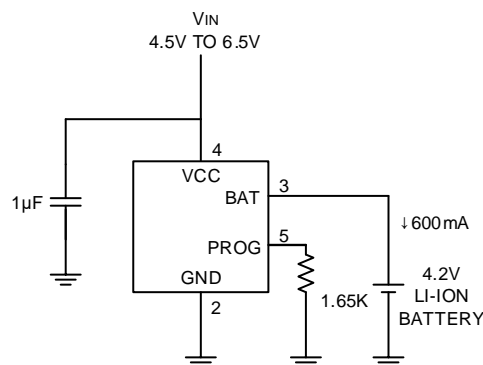 VIN
4.5V TO 6.5V
4
VCC
1µF
BAT
3
↓600mA
PROG
5
GND
2
1.65K
4.2V
LI-ION
BATTERY